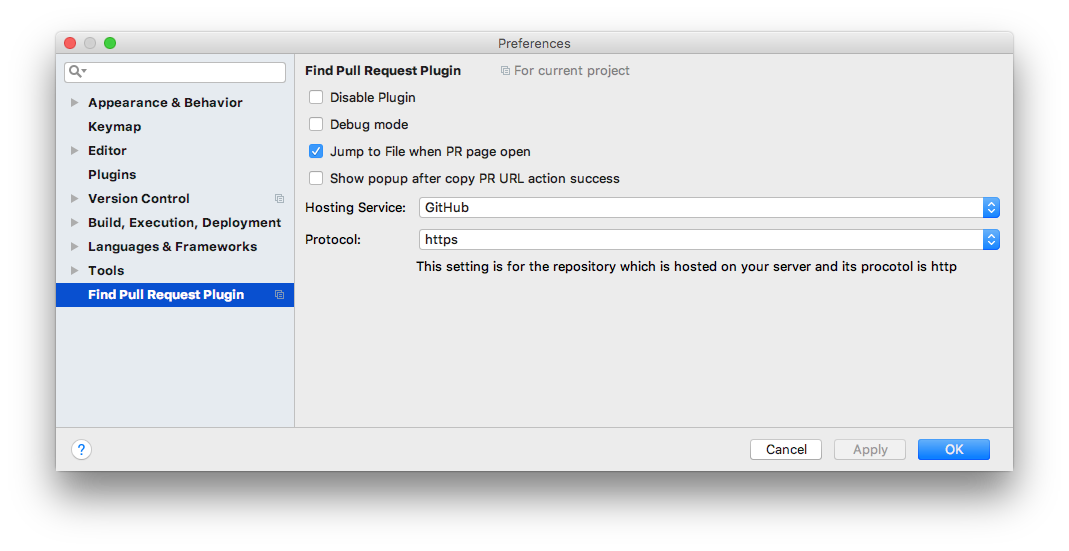 Preferences
Appearance & Behavior
Keymap
Editor
Plugins
Version Control
Build, Execution, Deployment
Languages & Frameworks
Tools
Find Pull Request Plugin
Find Pull Request Plugin For current project
Disable Plugin
Debug mode
Jump to File when PR page open
Show popup after copy PR URL action success
Hosting Service: GitHub
Protocol: https
This setting is for the repository which is hosted on your server and its procotol is http
? Cancel Apply OK